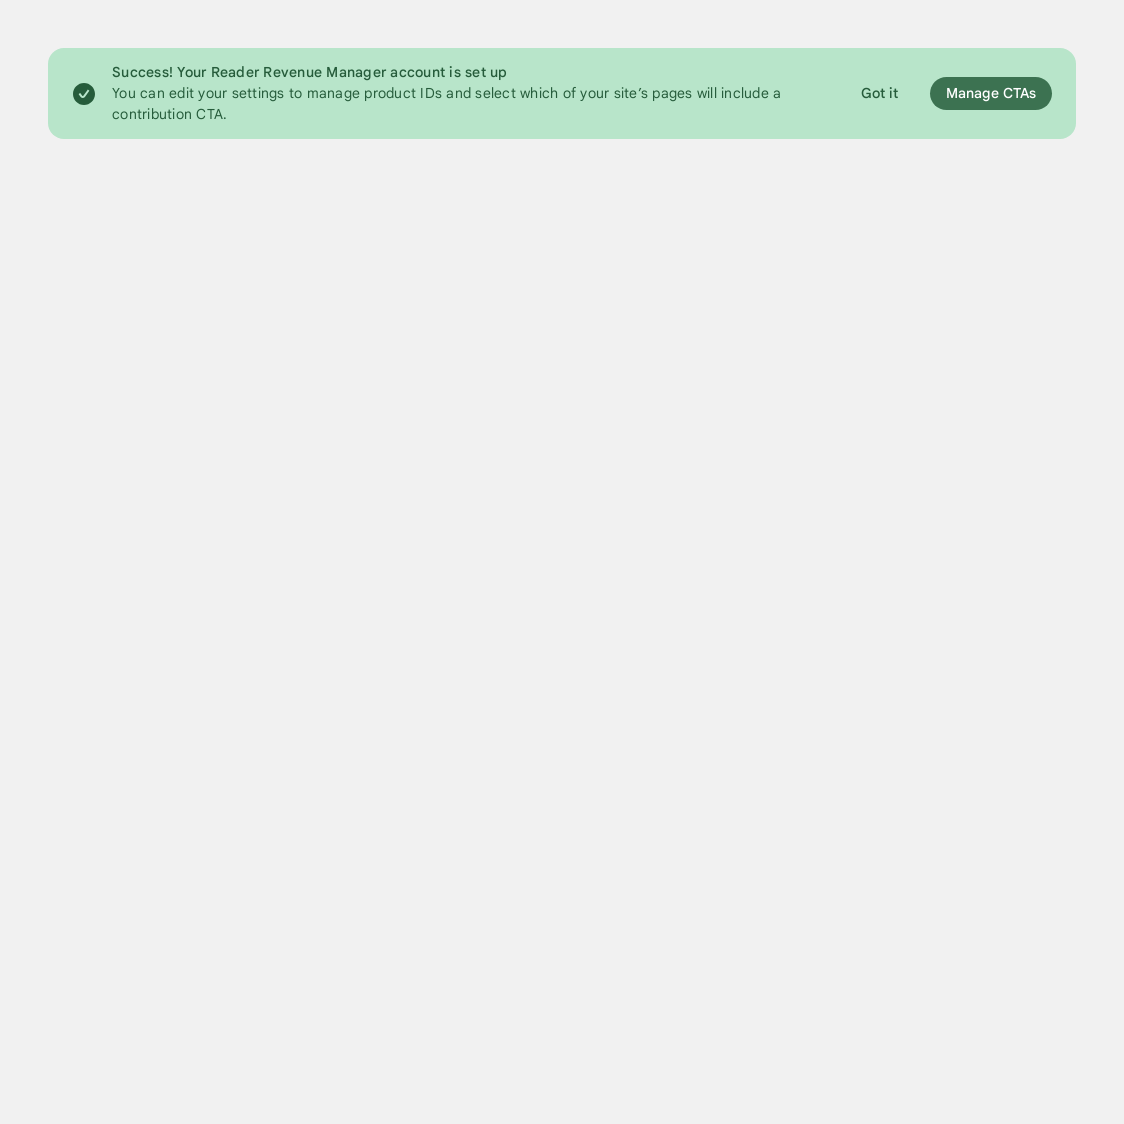 Success! Your Reader Revenue Manager account is set up
You can edit your settings to manage product IDs and select which of your site’s pages will include a
contribution CTA.
Got it
Manage CTAs